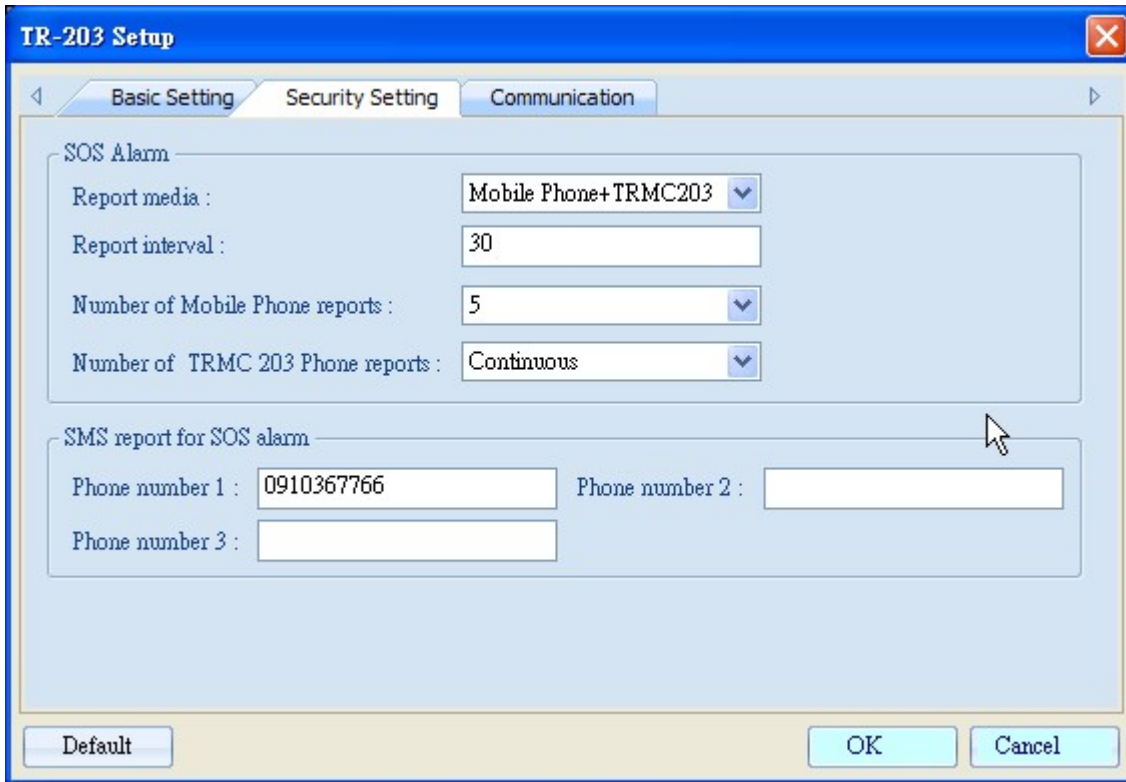 TR-203 Setup
Basic Setting Security Setting Communication
SOS Alarm
Report media : Mobile Phone+TRMC203
Report interval : 30
Number of Mobile Phone reports : 5
Number of TRMC 203 Phone reports : Continuous
SMS report for SOS alarm
Phone number 1 : 0910367766 Phone number 2 :
Phone number 3 :
Default OK Cancel